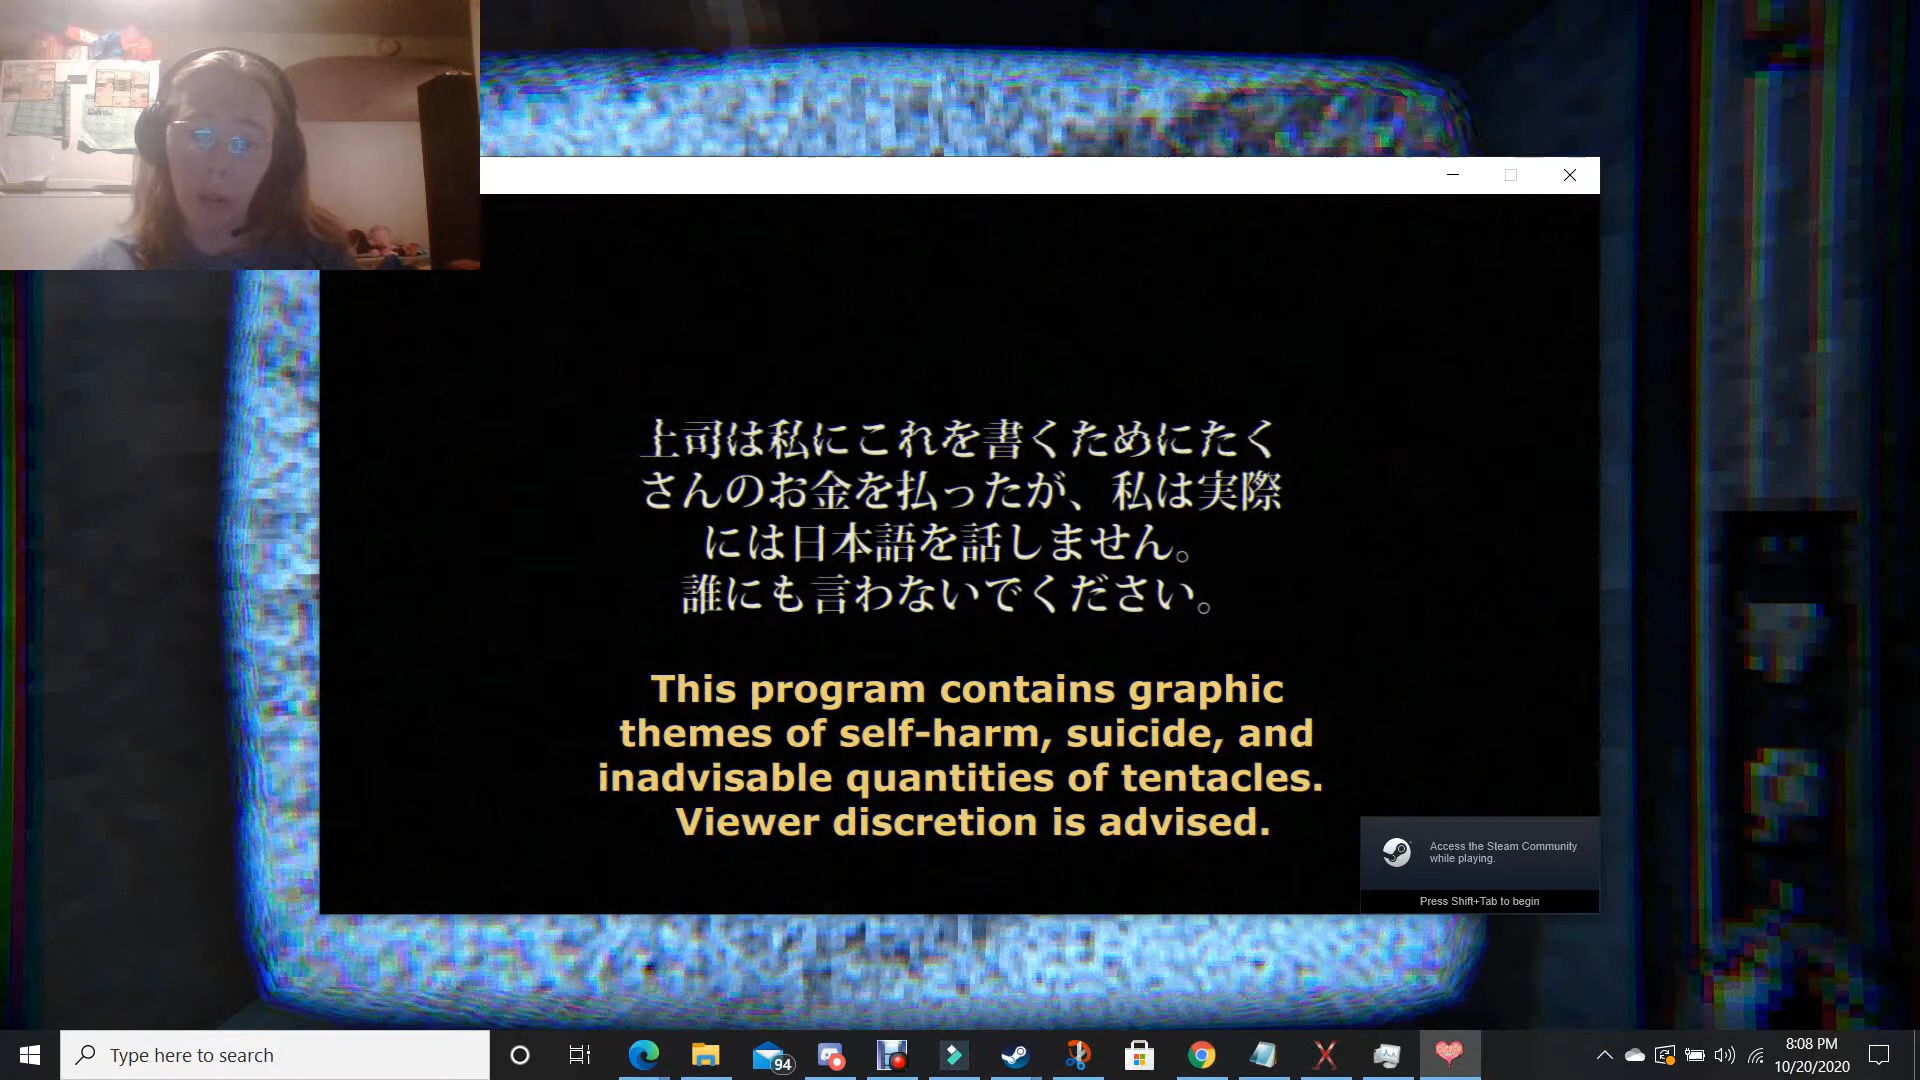 上司は私にこれを書くためにたく
さんのお金を払ったが、私は実際
には日本語を話しません。
誰にも言わないでください。
This program contains graphic
themes of self-harm, suicide, and
inadvisable quantities of tentacles.
Viewer discretion is advised.
Access the Steam Community
while playing.
Press Shift+Tab to begin
Type here to search
94
8:08 PM
10/20/2020